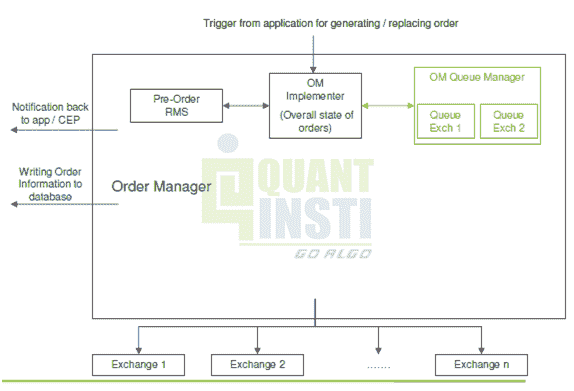 Trigger from application for generating / replacing order
OM
Implementer
(Overall state of
orders)
OM Queue Manager
Queue
Exch 1
Queue
Exch 2
Pre-Order
RMS
Notification back
to app / CEP
Writing Order
Information to
database
Order Manager
QUANT
INSTI
GO ALGO
Exchange 1
Exchange 2
.......
Exchange n